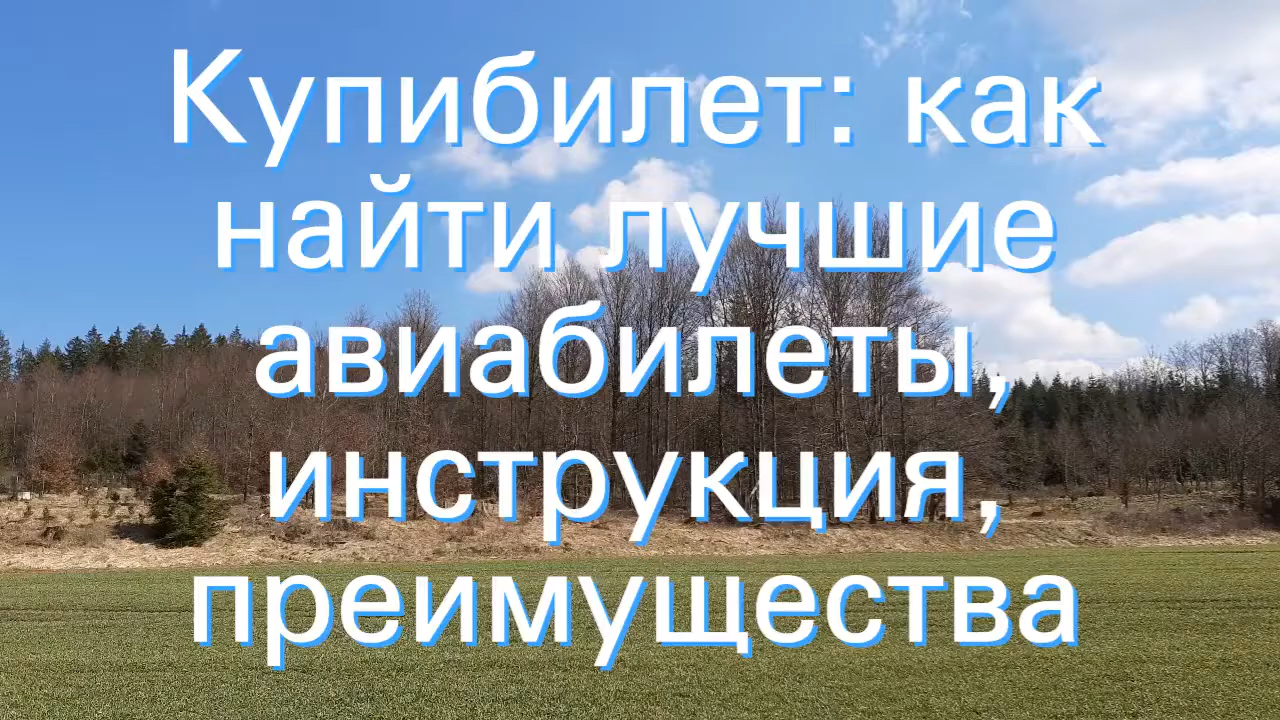 Купибилет: как
найти лучшие
авиабилеты,
инструкция,
преимущества